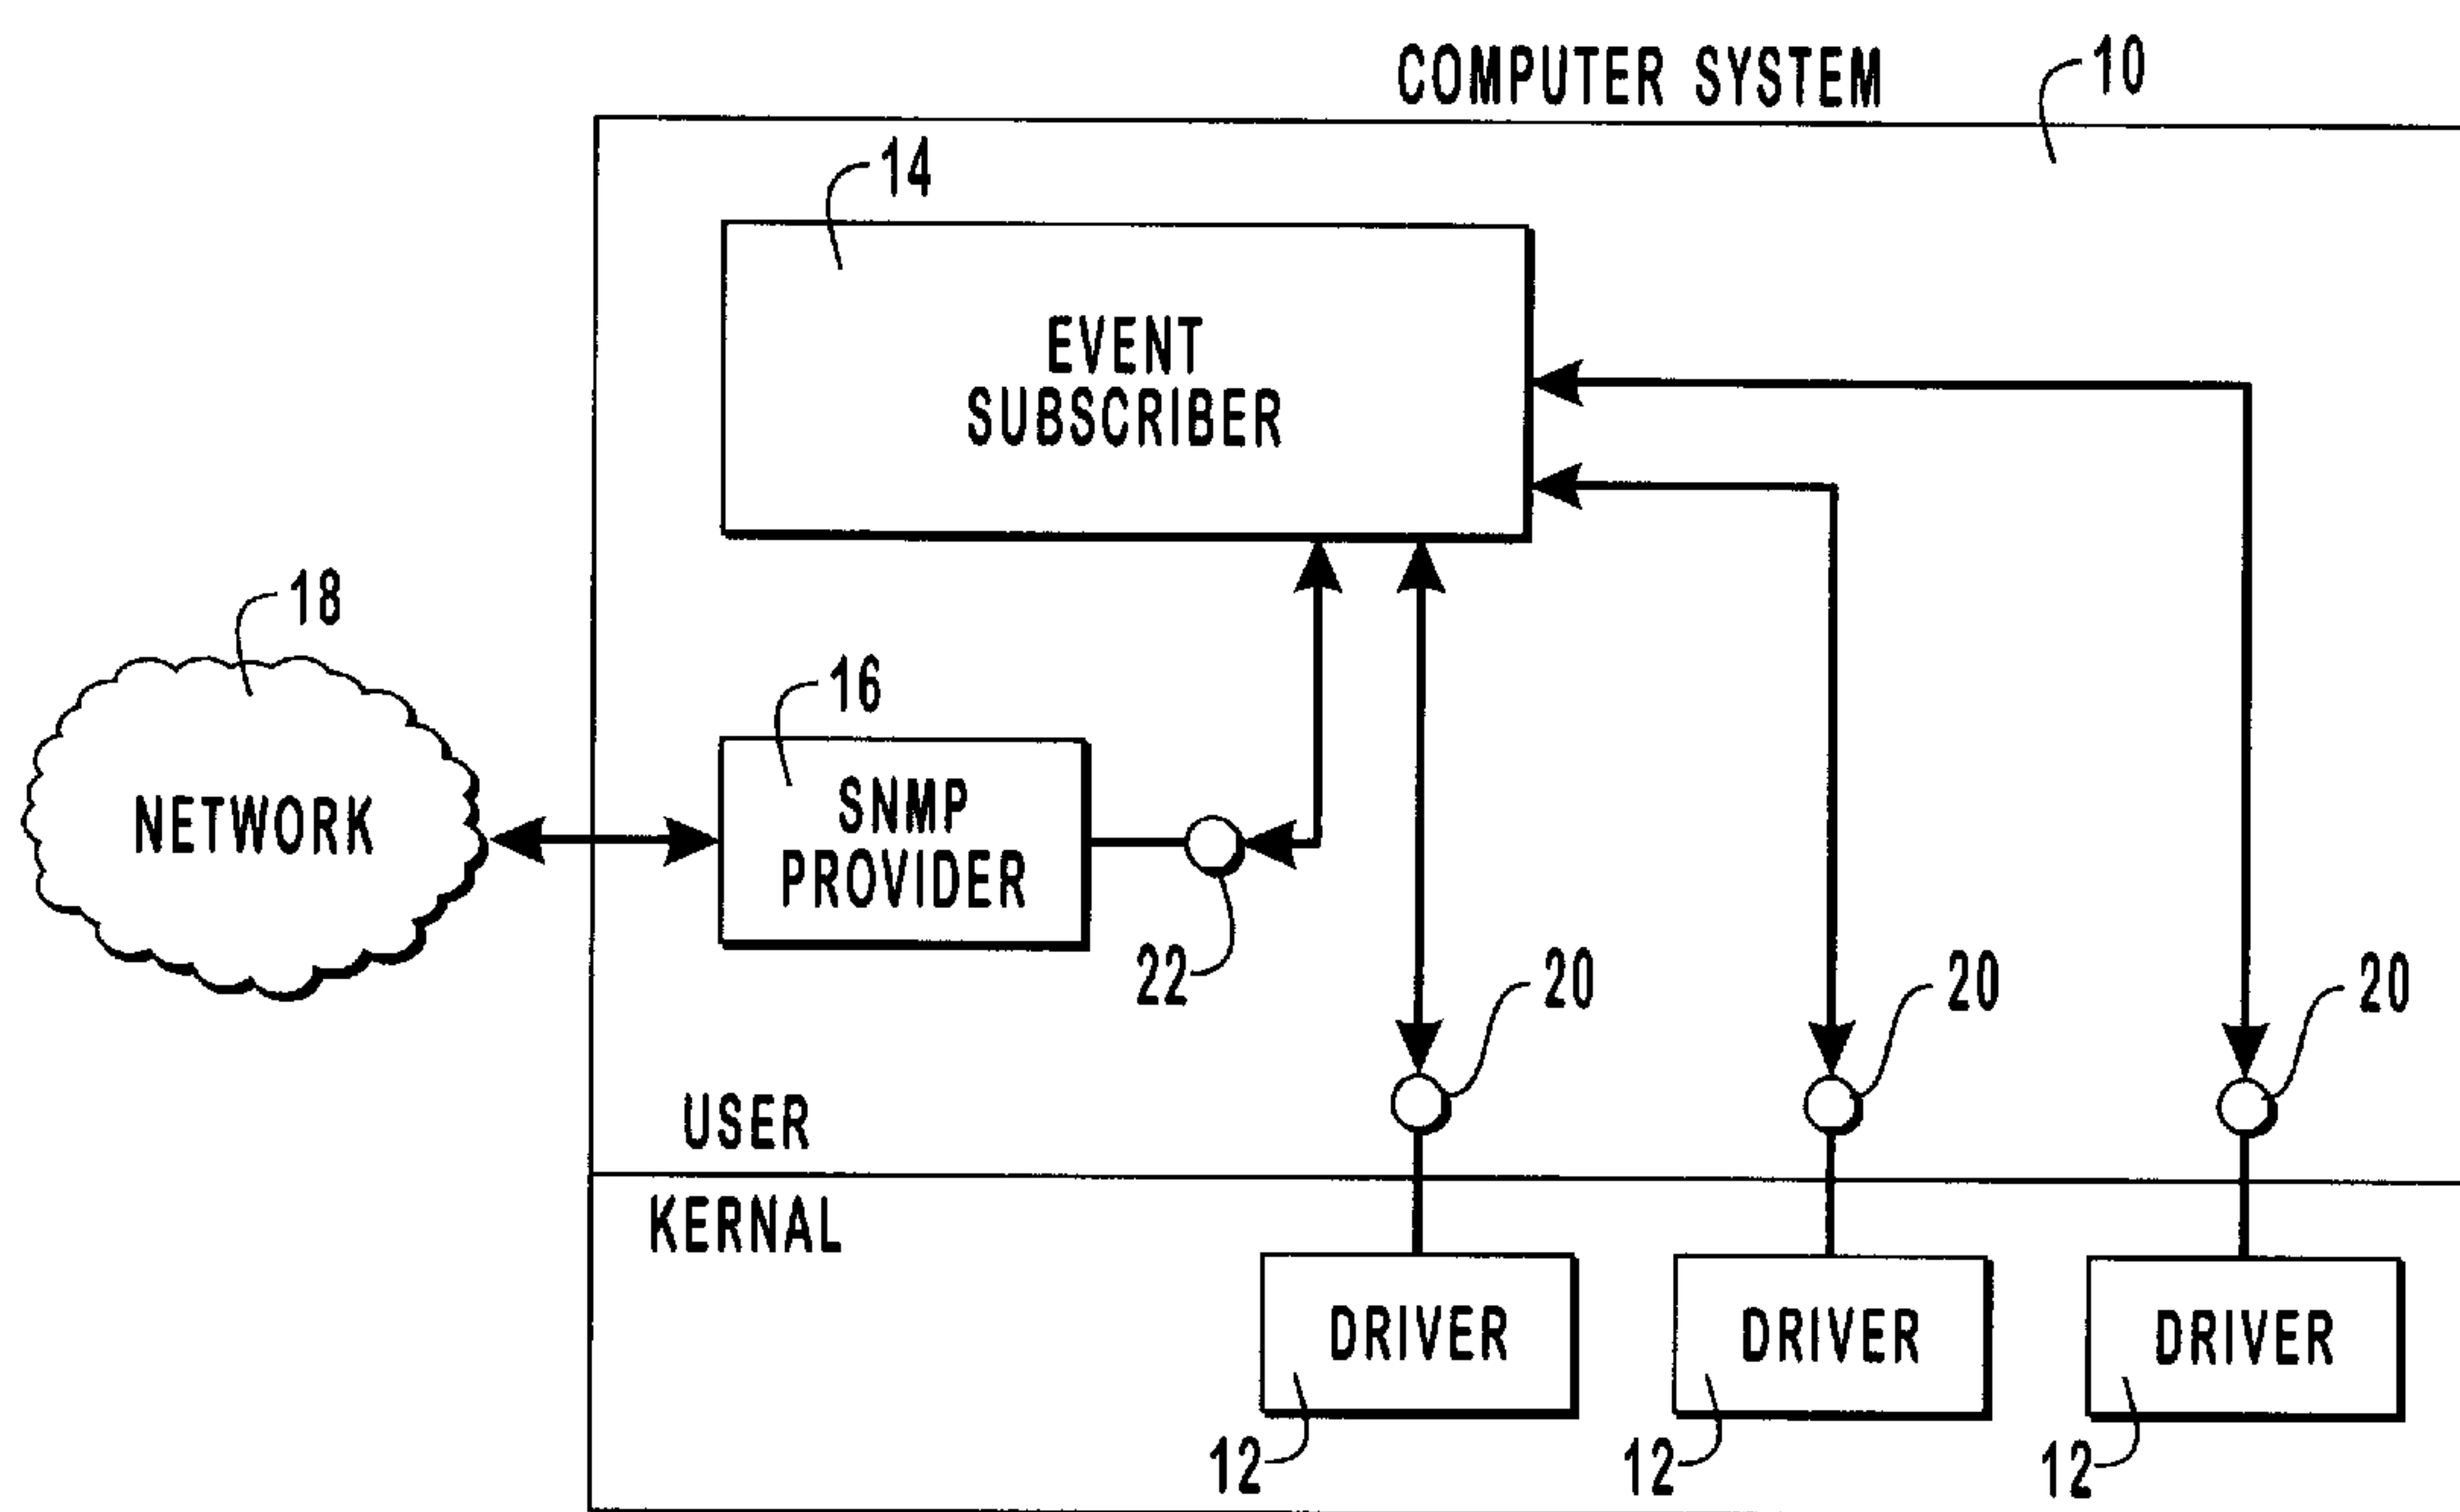 COMPUTER SYSTEM
10
14
EVENT
SUBSCRIBER
18
16
NETWORK
SNMP
PROVIDER
22
20
20
20
USER
KERNAL
DRIVER
DRIVER
DRIVER
12
12
12